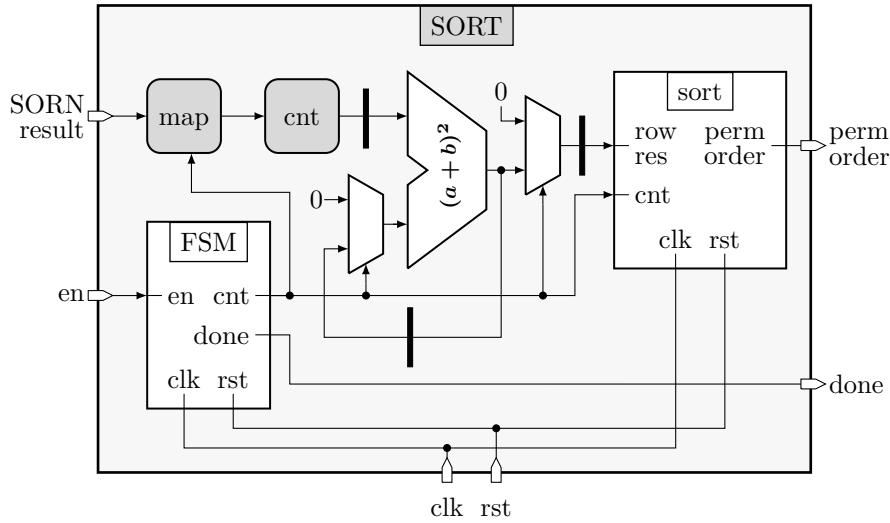 SORT
SORN
result
map
cnt
(a + b)²
0
sort
row
res
perm
order
cnt
clk rst
perm
order
0
FSM
en
en
cnt
done
clk rst
done
clk rst